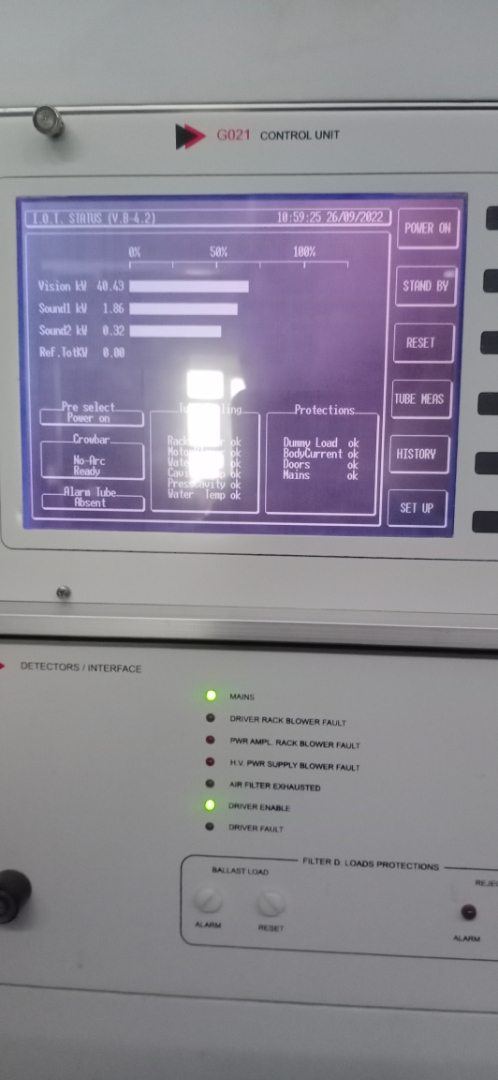 G021 CONTROL UNIT
I.O.T. STATUS (V.B-4.2) 10:59:25 26/09/2022
POWER ON
0% 50% 100%
Vision kW 40.43
STAND BY
Sound1 kW 1.86
Sound2 kW 0.32
RESET
Ref.TotKW 0.00
TUBE MEAS
Pre select
Power on
Protections
Crowbar
No-Arc
Ready
ok
ok
ok
ok
ok
Water Temp ok
Dummy Load ok
BodyCurrent ok
Doors ok
Mains ok
HISTORY
Alarm Tube
Absent
SET UP
DETECTORS / INTERFACE
MAINS
DRIVER RACK BLOWER FAULT
PWR AMPL. RACK BLOWER FAULT
H.V. PWR SUPPLY BLOWER FAULT
AIR FILTER EXHAUSTED
DRIVER ENABLE
DRIVER FAULT
FILTER D. LOADS PROTECTIONS
BALLAST LOAD
ALARM RESET
ALARM